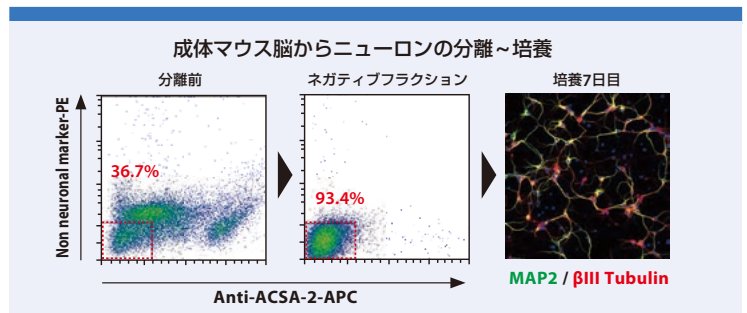 成体マウス脳からニューロンの分離~培養
分離前
ネガティブフラクション
培養7日目
Non neuronal marker-PE
36.7%
93.4%
Anti-ACSA-2-APC
MAP2 / βIII Tubulin